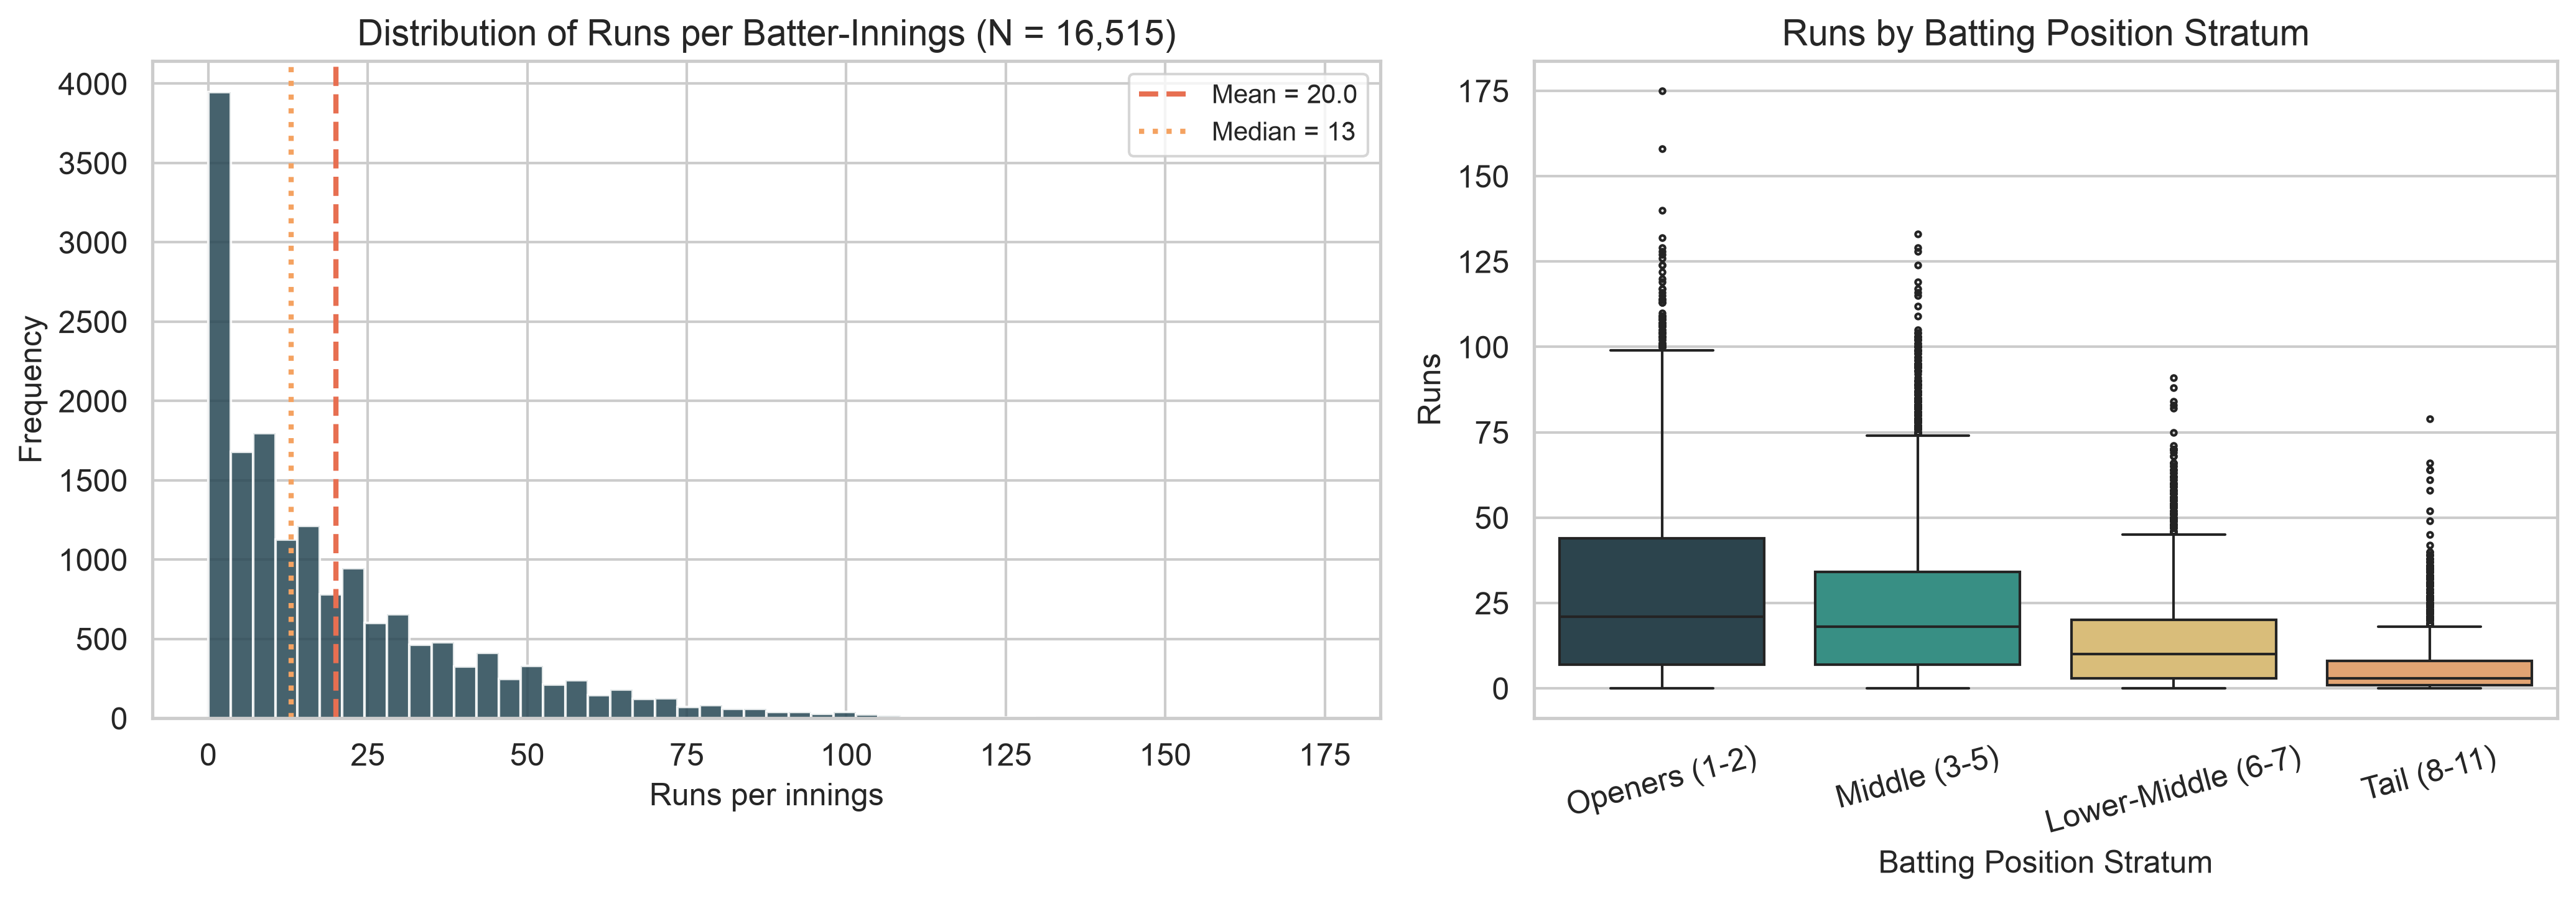 Distribution of Runs per Batter-Innings (N = 16,515)
Frequency
4000
3500
3000
2500
2000
1500
1000
500
0
Mean = 20.0
Median = 13
0 25 50 75 100 125 150 175
Runs per innings
Runs by Batting Position Stratum
Runs
175
150
125
100
75
50
25
0
Openers (1-2) Middle (3-5) Lower-Middle (6-7) Tail (8-11)
Batting Position Stratum